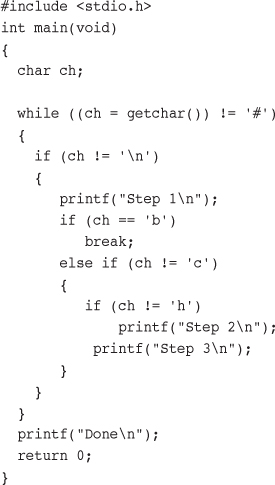 #include <stdio.h>
int main(void)
{
  char ch;

  while ((ch = getchar()) != '#')
  {
    if (ch != '\n')
    {
       printf("Step 1\n");
       if (ch == 'b')
          break;
       else if (ch != 'c')
       {
          if (ch != 'h')
              printf("Step 2\n");
           printf("Step 3\n");
       }
    }
  }
  printf("Done\n");
  return 0;
}